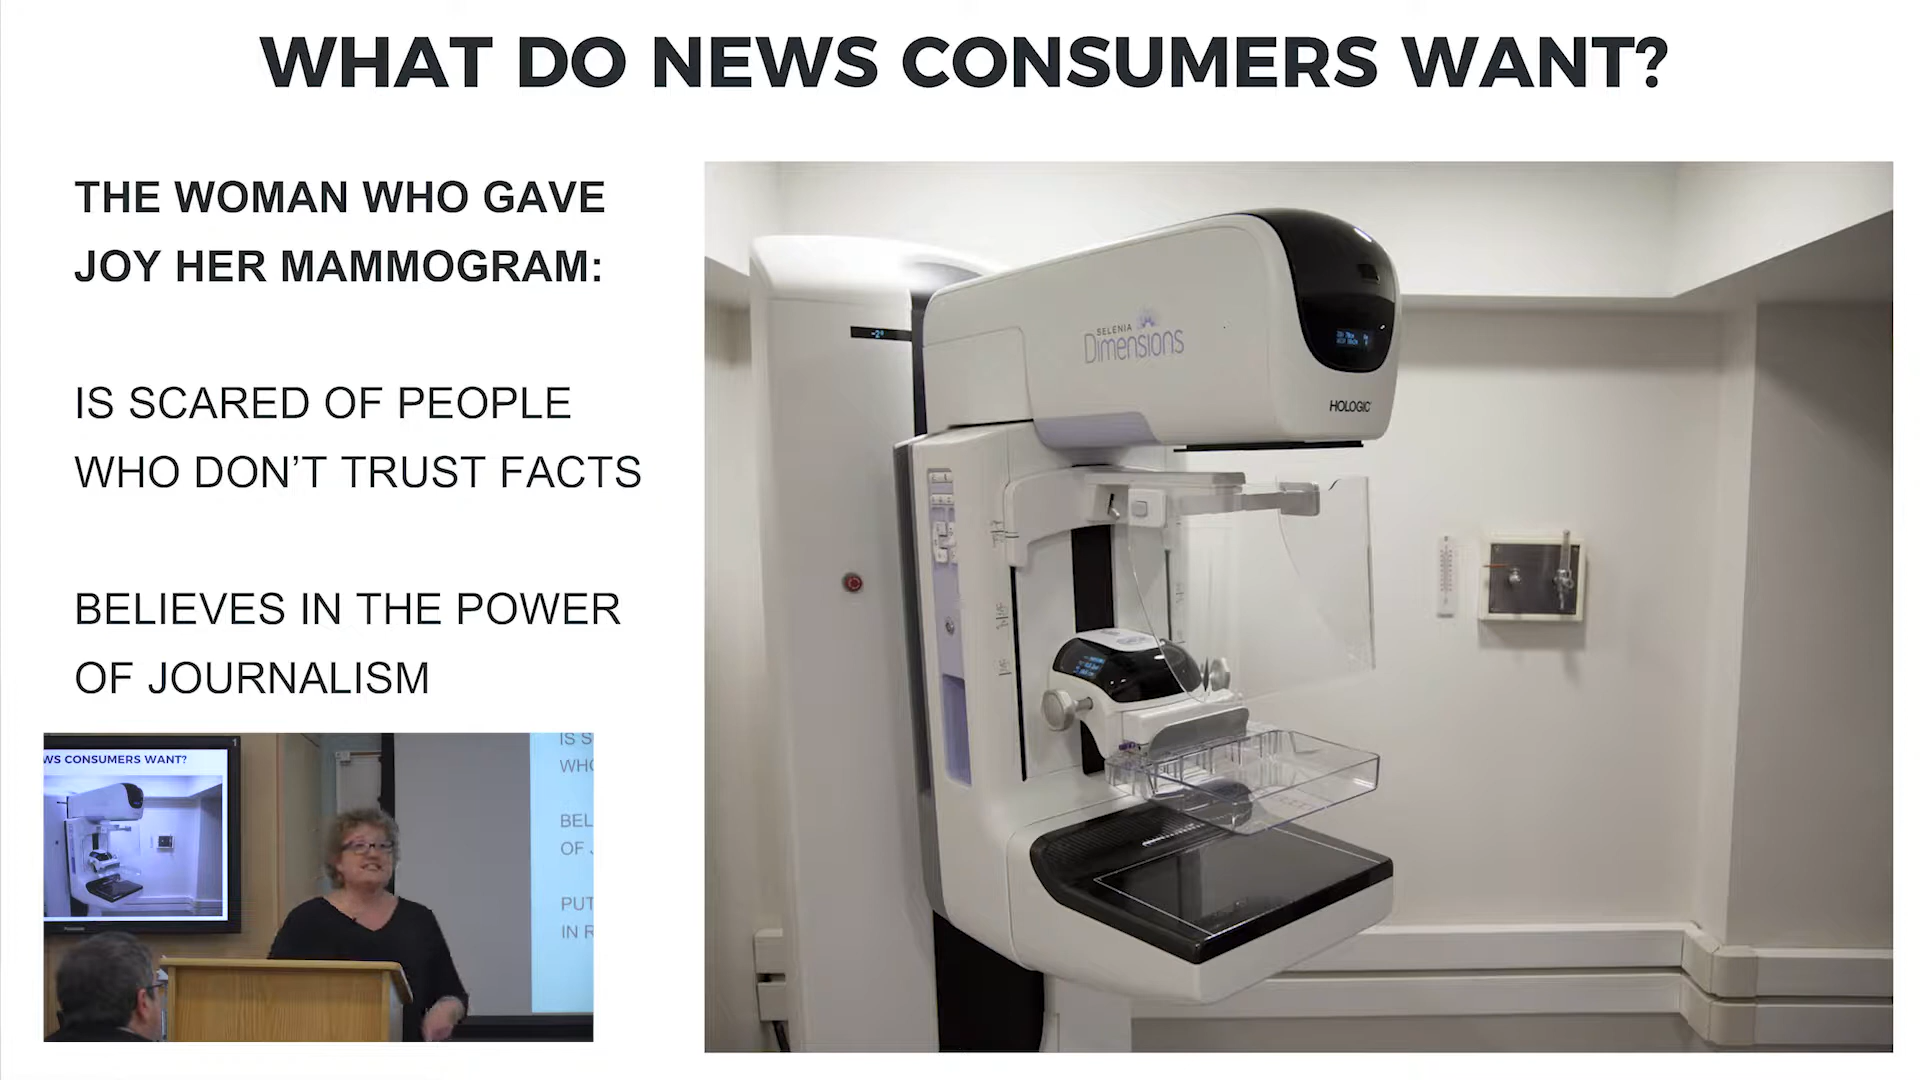 WHAT DO NEWS CONSUMERS WANT?
THE WOMAN WHO GAVE
JOY HER MAMMOGRAM:
IS SCARED OF PEOPLE
WHO DON’T TRUST FACTS
BELIEVES IN THE POWER
OF JOURNALISM
SELENIA
Dimensions
HOLOGIC
WS CONSUMERS WANT?
IS S
WHO
BEL
OF J
PUT
IN R